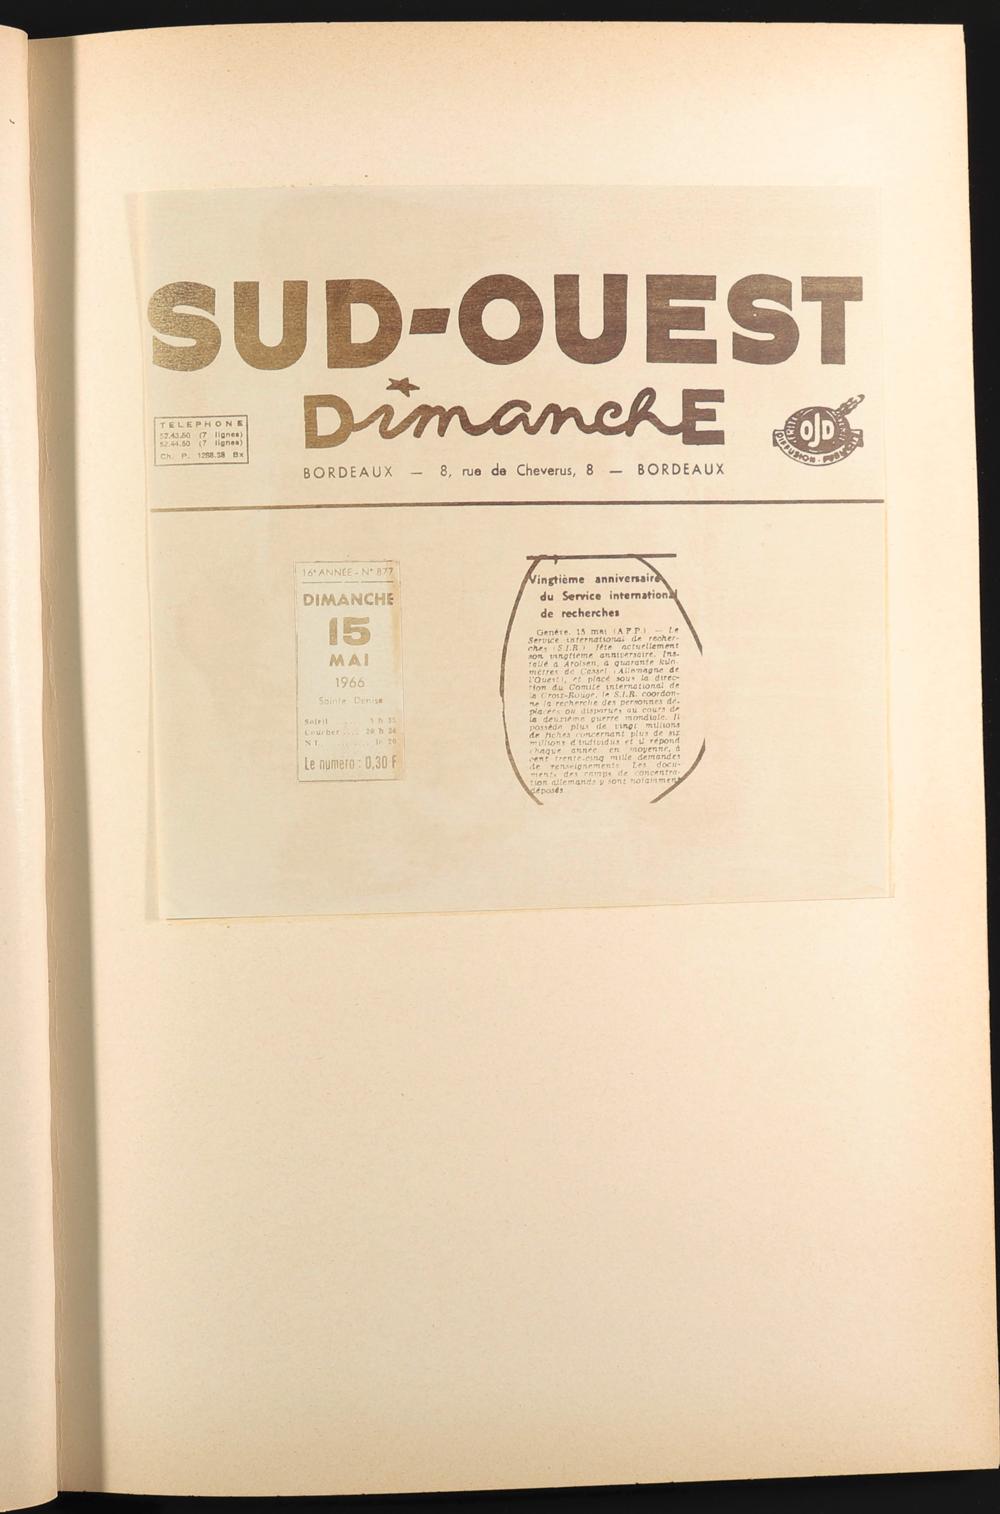 SUD-OUEST
DimanchE
TELEPHONE
52.43.50 (7 lignes)
52.44.50 (7 lignes)
Ch. P. 1288.38 Bx
BORDEAUX — 8, rue de Cheverus, 8 — BORDEAUX
OJD
DIFFUSION - PUBLICITE
16e ANNÉE - N° 877
DIMANCHE
15
MAI
1966
Sainte Denise
Soleil
Coucher .... 20 h
N.L.
Le numéro : 0,30 F
Vingtième anniversaire
du Service international
de recherches
Genève, 15 mai (A.F.P.). — Le
Service international de recher-
ches (S.I.R.) fête actuellement
son vingtième anniversaire. Ins-
tallé à Arolsen, à quarante kilo-
mètres de Cassel (Allemagne de
l'Ouest), et placé sous la direc-
tion du Comité international de
la Croix-Rouge, le S.I.R. coordon-
ne la recherche des personnes dé-
placées ou disparues au cours de
la deuxième guerre mondiale. Il
possède plus de vingt millions
de fiches concernant plus de six
millions d'individus et il répond
chaque année, en moyenne, à
cent trente-cinq mille demandes
de renseignements. Les docu-
ments des camps de concentra-
tion allemands y sont notamment
déposés.